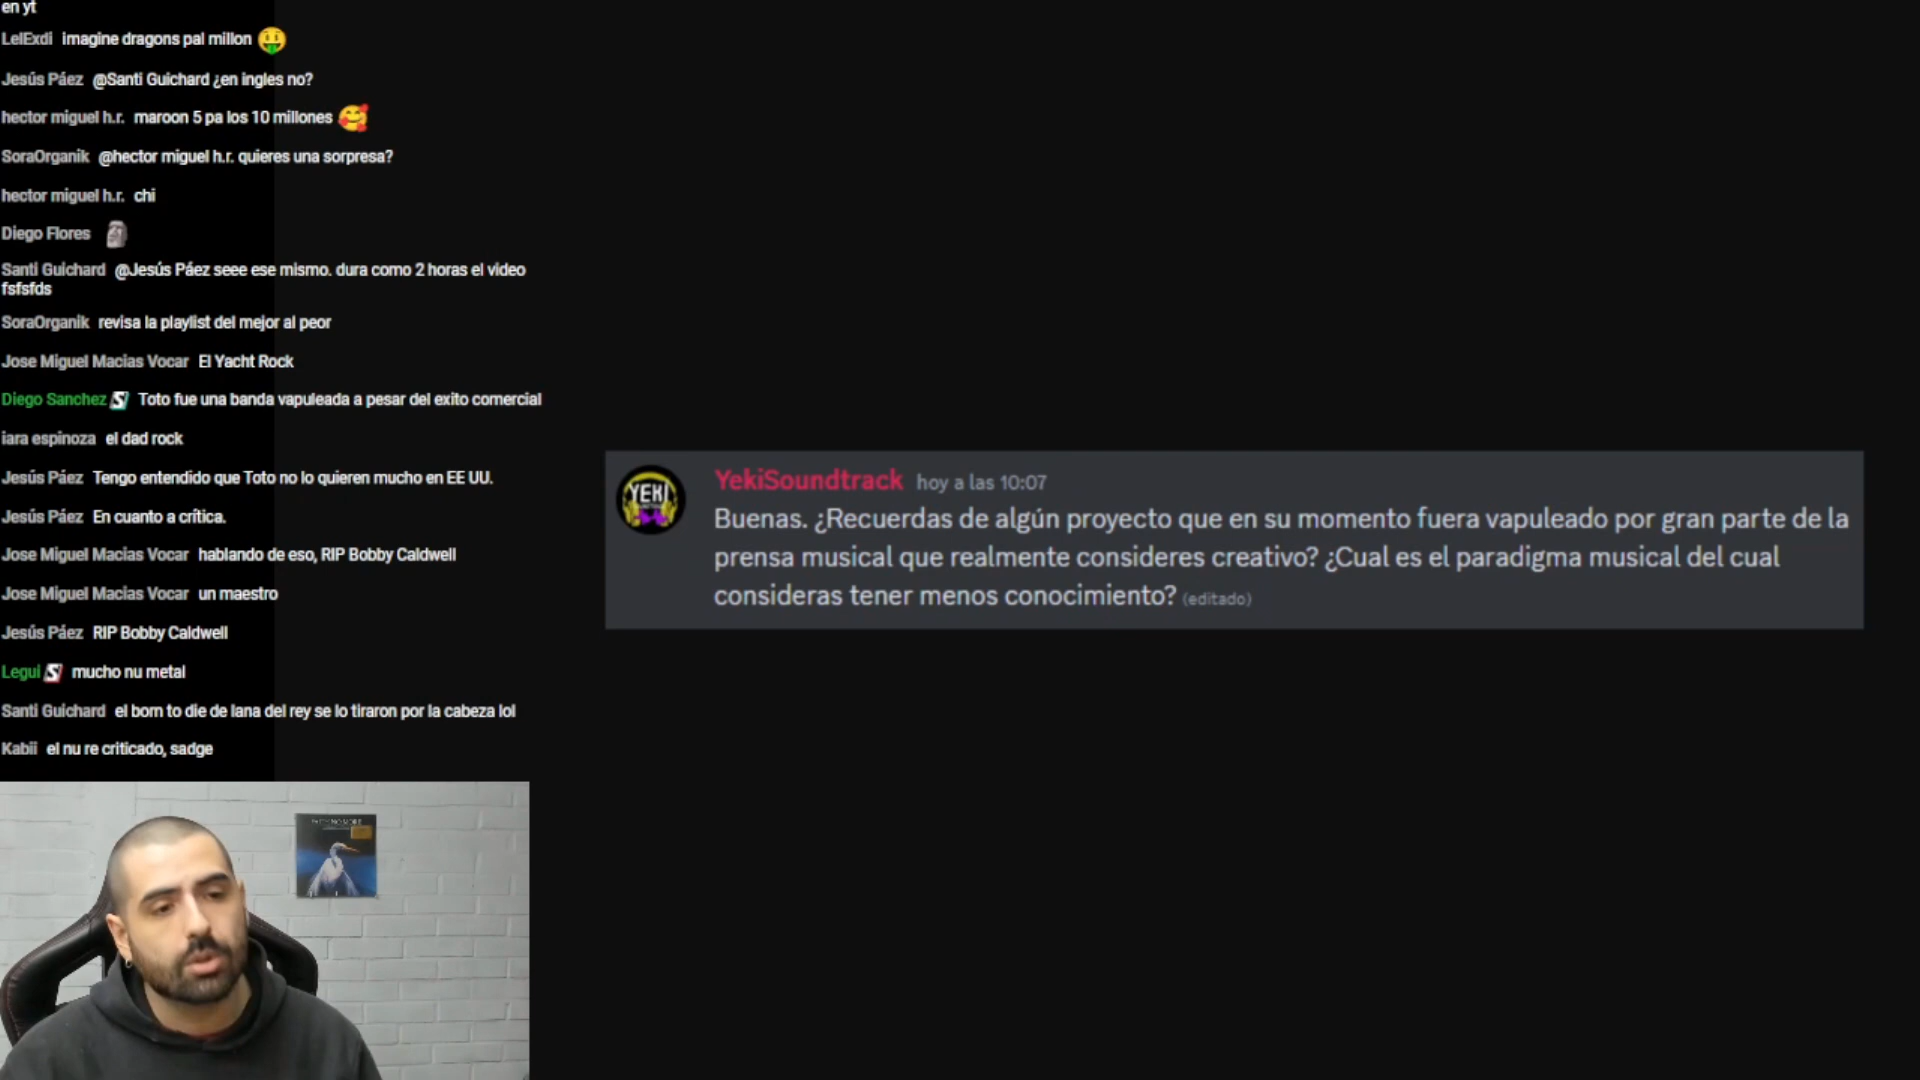 en yt
LelExdi imagine dragons pal millon
Jesús Páez @Santi Guichard ¿en ingles no?
hector miguel h.r. maroon 5 pa los 10 millones
SoraOrganik @hector miguel h.r. quieres una sorpresa?
hector miguel h.r. chi
Diego Flores
Santi Guichard @Jesús Páez seee ese mismo. dura como 2 horas el video
fsfsfds
SoraOrganik revisa la playlist del mejor al peor
Jose Miguel Macias Vocar El Yacht Rock
Diego Sanchez Toto fue una banda vapuleada a pesar del exito comercial
iara espinoza el dad rock
Jesús Páez Tengo entendido que Toto no lo quieren mucho en EE UU.
Jesús Páez En cuanto a crítica.
Jose Miguel Macias Vocar hablando de eso, RIP Bobby Caldwell
Jose Miguel Macias Vocar un maestro
Jesús Páez RIP Bobby Caldwell
Legui mucho nu metal
Santi Guichard el born to die de lana del rey se lo tiraron por la cabeza lol
Kabii el nu re criticado, sadge
YEKI
YekiSoundtrack hoy a las 10:07
Buenas. ¿Recuerdas de algún proyecto que en su momento fuera vapuleado por gran parte de la
prensa musical que realmente consideres creativo? ¿Cual es el paradigma musical del cual
consideras tener menos conocimiento? (editado)
FAITH NO MORE